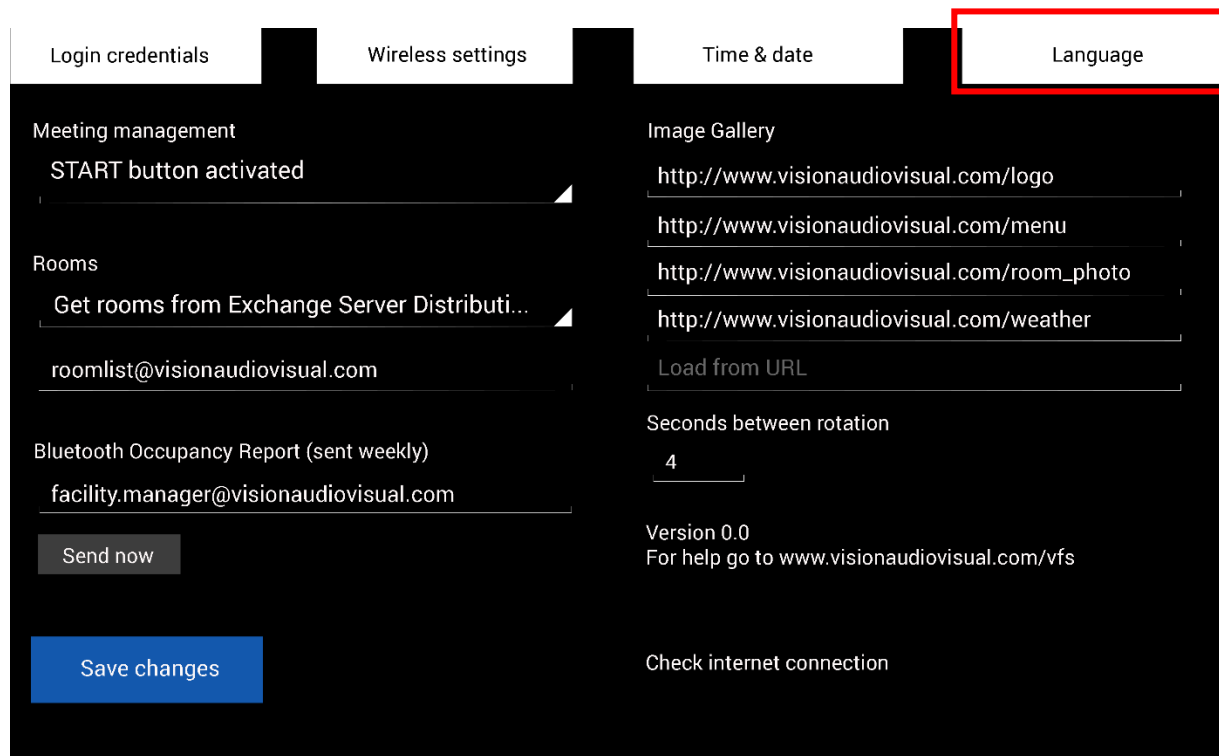 Login credentials
Wireless settings
Time & date
Language
Meeting management
START button activated
Rooms
Get rooms from Exchange Server Distributi...
roomlist@visionaudiovisual.com
Bluetooth Occupancy Report (sent weekly)
facility.manager@visionaudiovisual.com
Send now
Save changes
Image Gallery
http://www.visionaudiovisual.com/logo
http://www.visionaudiovisual.com/menu
http://www.visionaudiovisual.com/room_photo
http://www.visionaudiovisual.com/weather
Load from URL
Seconds between rotation
4
Version 0.0
For help go to www.visionaudiovisual.com/vfs
Check internet connection